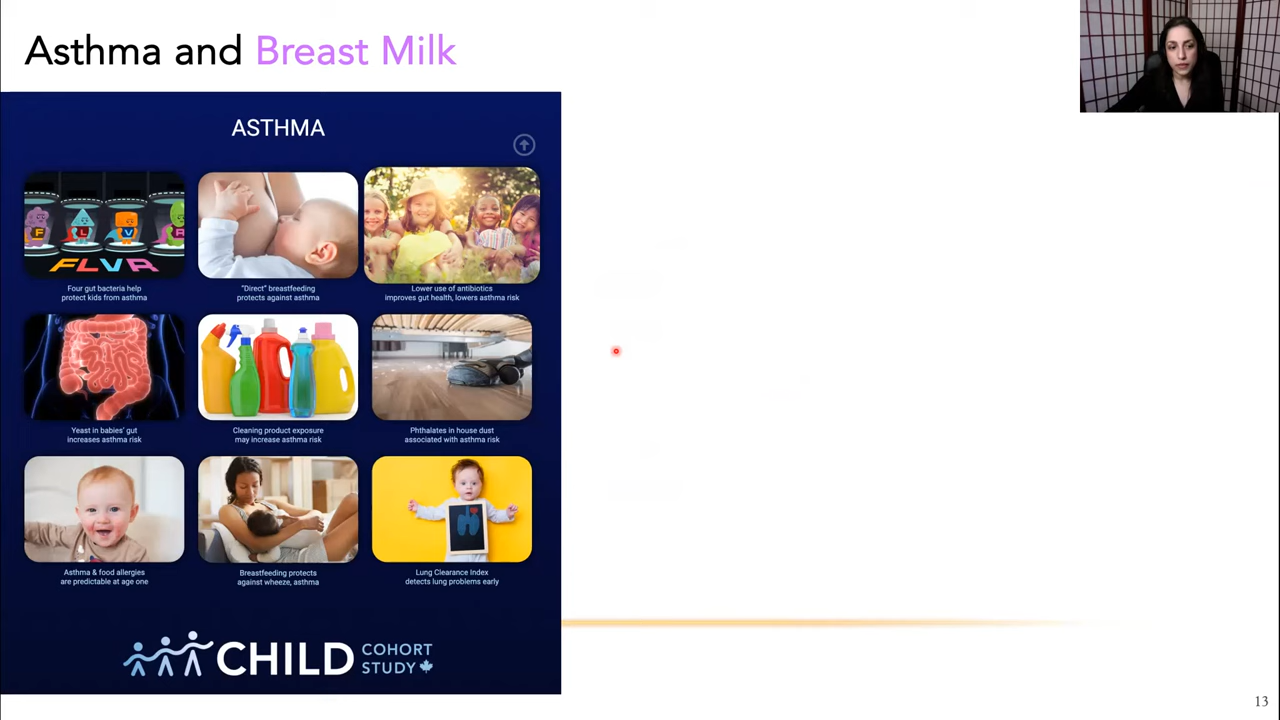 Asthma and Breast Milk
ASTHMA
F L V R
FLVR
Four gut bacteria help
protect kids from asthma
"Direct" breastfeeding
protects against asthma
Lower use of antibiotics
improves gut health, lowers asthma risk
Yeast in babies' gut
increases asthma risk
Cleaning product exposure
may increase asthma risk
Phthalates in house dust
associated with asthma risk
Asthma & food allergies
are predictable at age one
Breastfeeding protects
against wheeze, asthma
Lung Clearance Index
detects lung problems early
CHILD
COHORT
STUDY
13